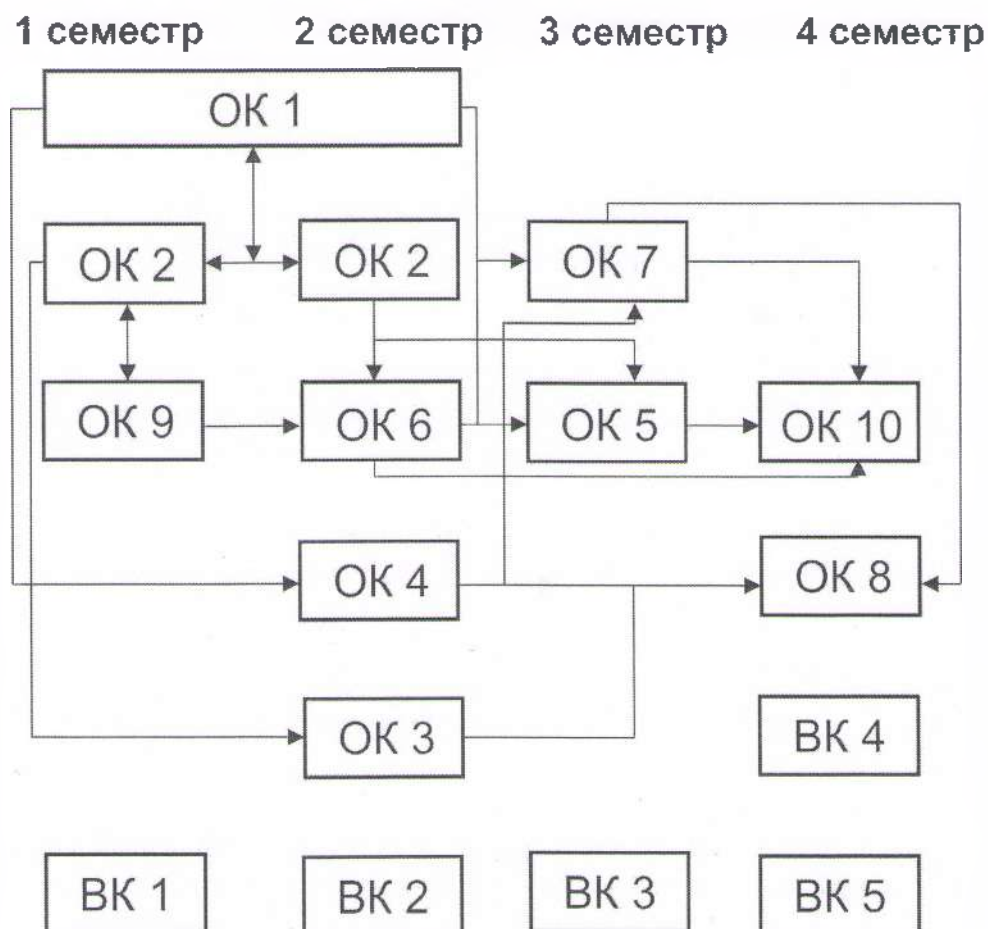 1 семестр 2 семестр 3 семестр 4 семестр
ОК 1
ОК 2 ОК 2 ОК 7
ОК 9 ОК 6 ОК 5 ОК 10
ОК 4 ОК 8
ОК 3 ВК 4
ВК 1 ВК 2 ВК 3 ВК 5